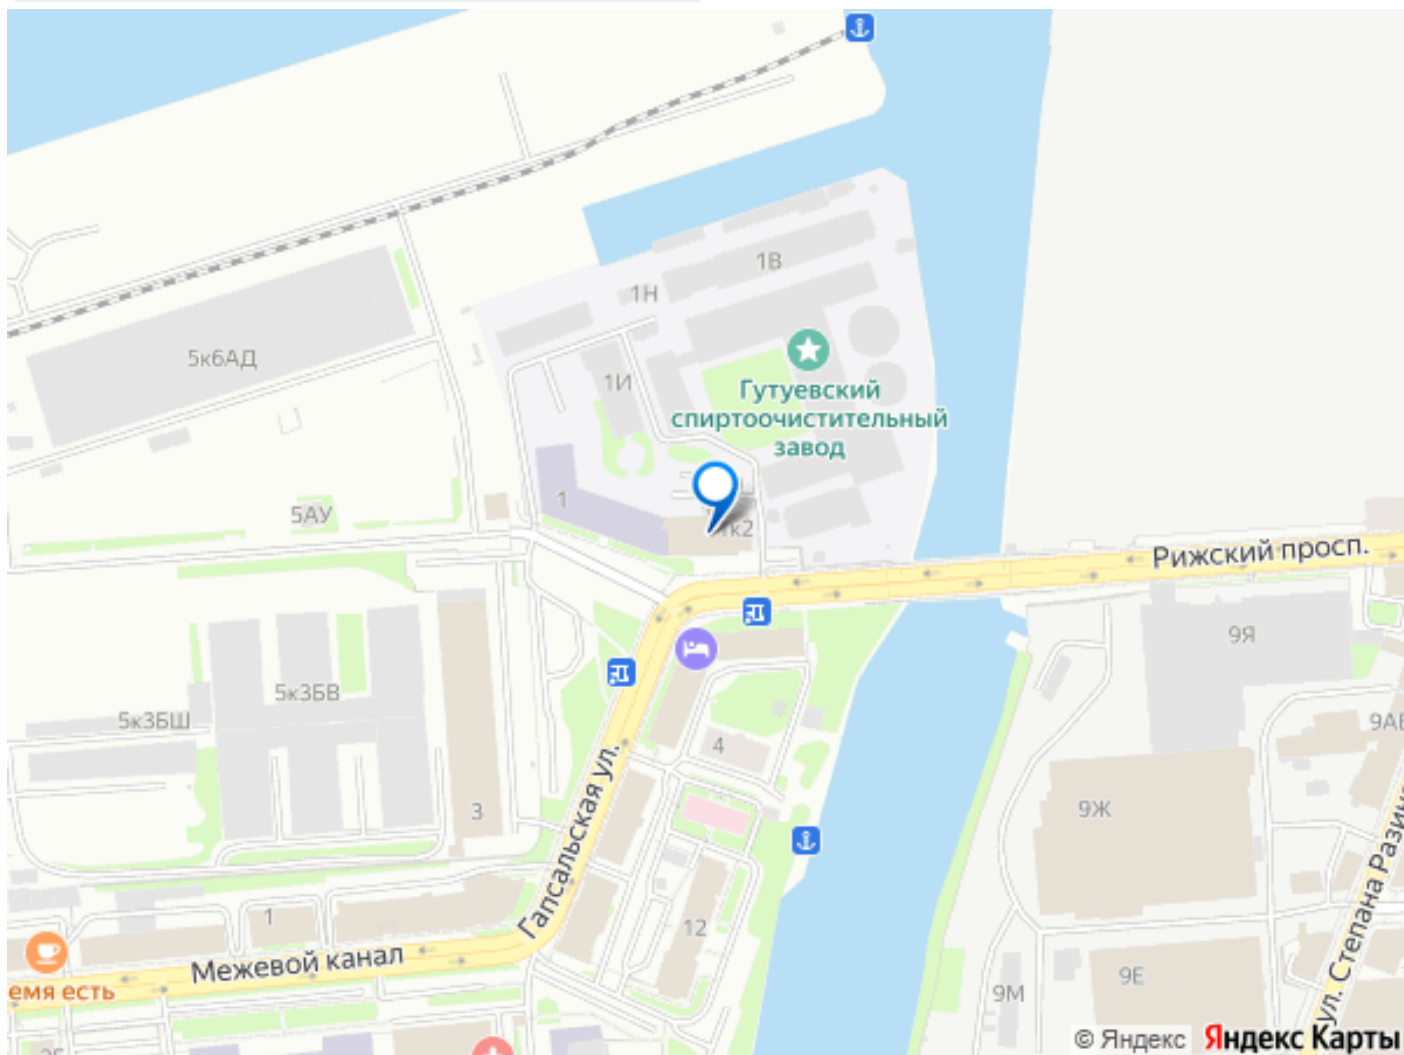 1В
1Н
5к6АД
1И
Гутуевский
спиртоочистительный
завод
1
5АУ
Рижский просп.
9Я
5к3БВ
5к3БШ
9АБ
4
Гапсальская ул.
9Ж
3
ул. Степана Разина
1
12
Межевой канал
емя есть
9Е
9М
© Яндекс Яндекс Карты